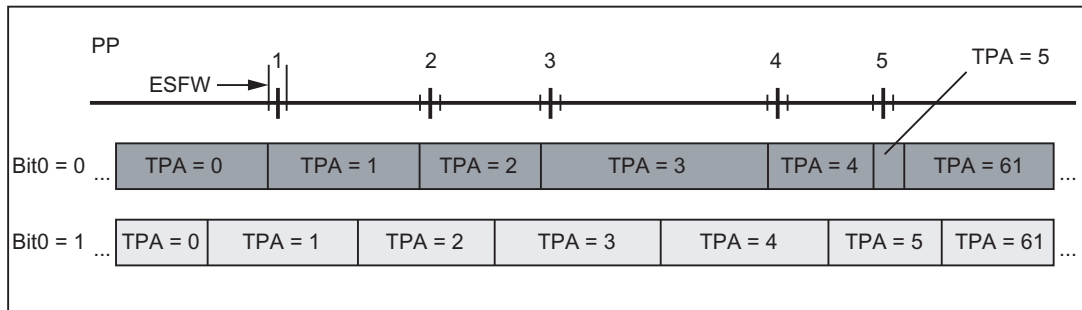 PP
1 2 3 4 5 TPA = 5
ESFW
Bit0 = 0 ... TPA = 0 TPA = 1 TPA = 2 TPA = 3 TPA = 4 TPA = 61 ...
Bit0 = 1 ... TPA = 0 TPA = 1 TPA = 2 TPA = 3 TPA = 4 TPA = 5 TPA = 61 ...